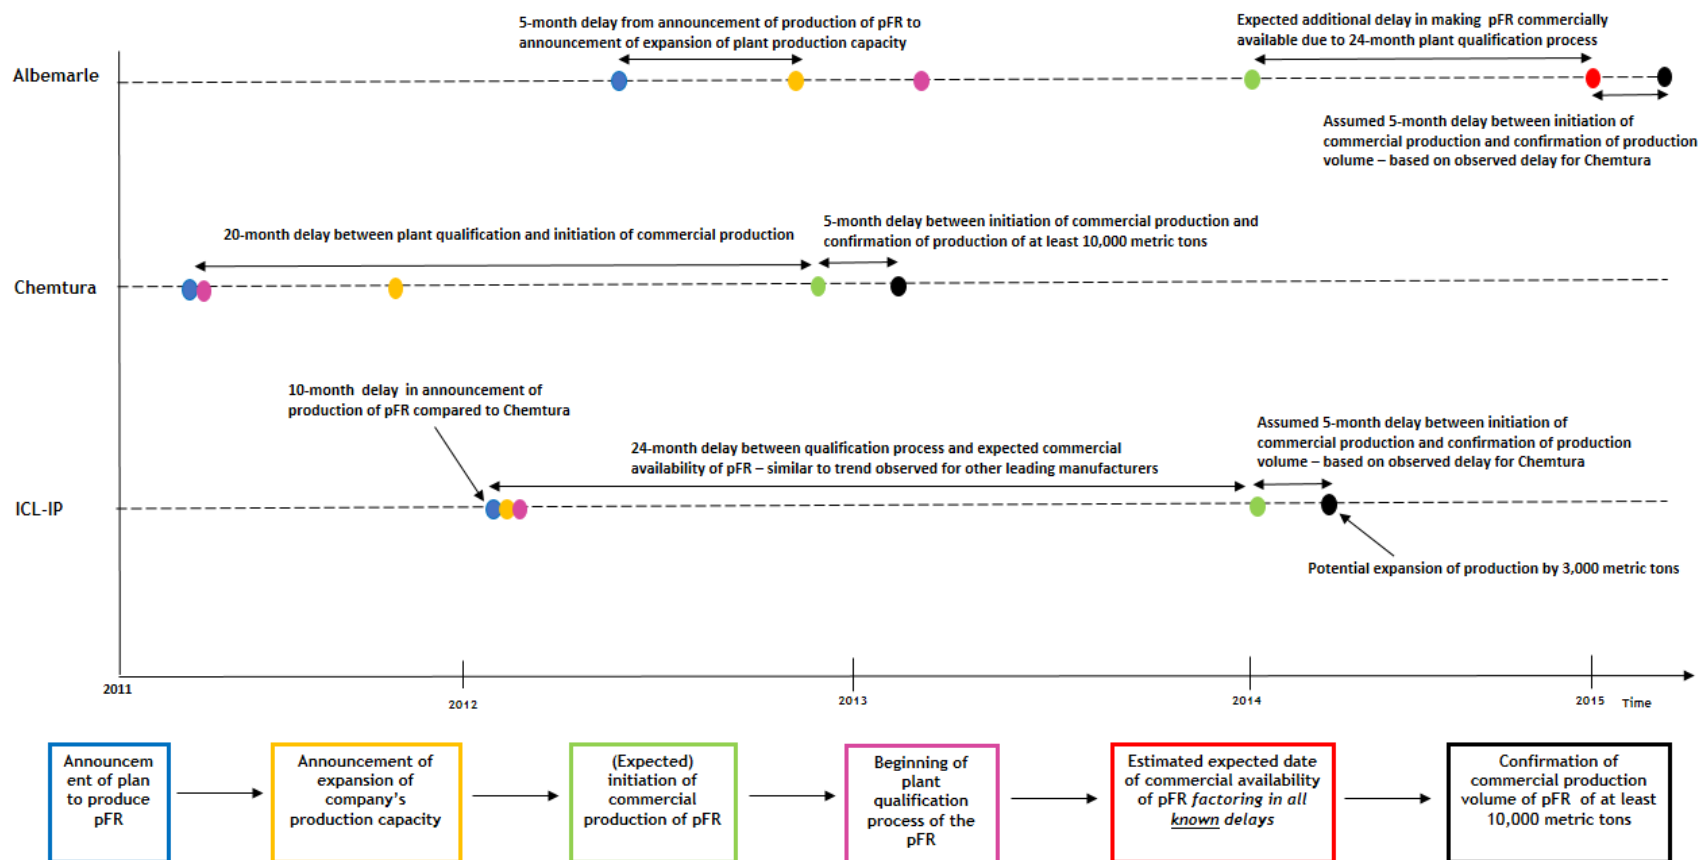 5-month delay from announcement of production of pFR to
announcement of expansion of plant production capacity
Expected additional delay in making pFR commercially
available due to 24-month plant qualification process
Albemarle
Assumed 5-month delay between initiation of
commercial production and confirmation of production
volume – based on observed delay for Chemtura
20-month delay between plant qualification and initiation of commercial production
5-month delay between initiation of commercial production and
confirmation of production of at least 10,000 metric tons
Chemtura
10-month delay in announcement of
production of pFR compared to Chemtura
24-month delay between qualification process and expected commercial
availability of pFR – similar to trend observed for other leading manufacturers
Assumed 5-month delay between initiation of
commercial production and confirmation of production
volume – based on observed delay for Chemtura
ICL-IP
Potential expansion of production by 3,000 metric tons
2011
2012
2013
2014
2015
Time
Announcem
ent of plan
to produce
pFR
Announcement of
expansion of
company's
production capacity
(Expected)
initiation of
commercial
production of pFR
Beginning of
plant
qualification
process of the
pFR
Estimated expected date
of commercial availability
of pFR factoring in all
known delays
Confirmation of
commercial production
volume of pFR of at least
10,000 metric tons